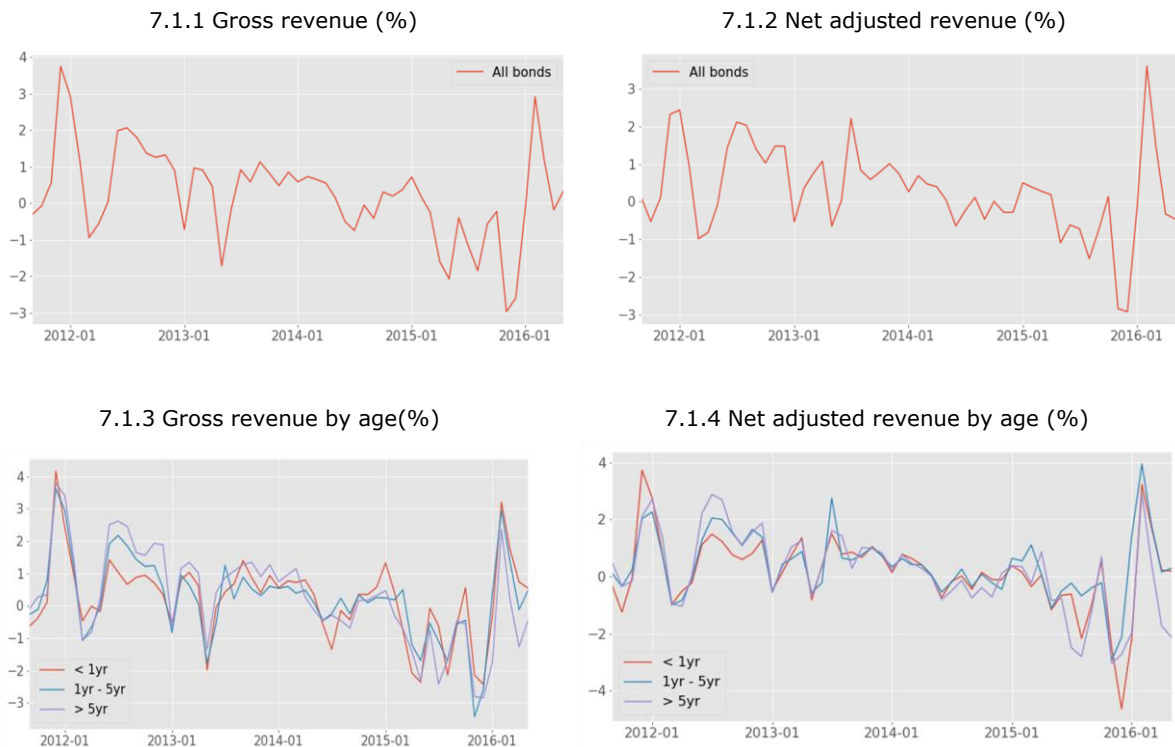 7.1.1 Gross revenue (%)
4
3
2
1
0
−1
−2
−3
All bonds
2012-01 2013-01 2014-01 2015-01 2016-01
7.1.2 Net adjusted revenue (%)
3
2
1
0
−1
−2
−3
All bonds
2012-01 2013-01 2014-01 2015-01 2016-01
7.1.3 Gross revenue by age(%)
4
3
2
1
0
−1
−2
−3
< 1yr
1yr - 5yr
> 5yr
2012-01 2013-01 2014-01 2015-01 2016-01
7.1.4 Net adjusted revenue by age (%)
4
2
0
−2
−4
< 1yr
1yr - 5yr
> 5yr
2012-01 2013-01 2014-01 2015-01 2016-01